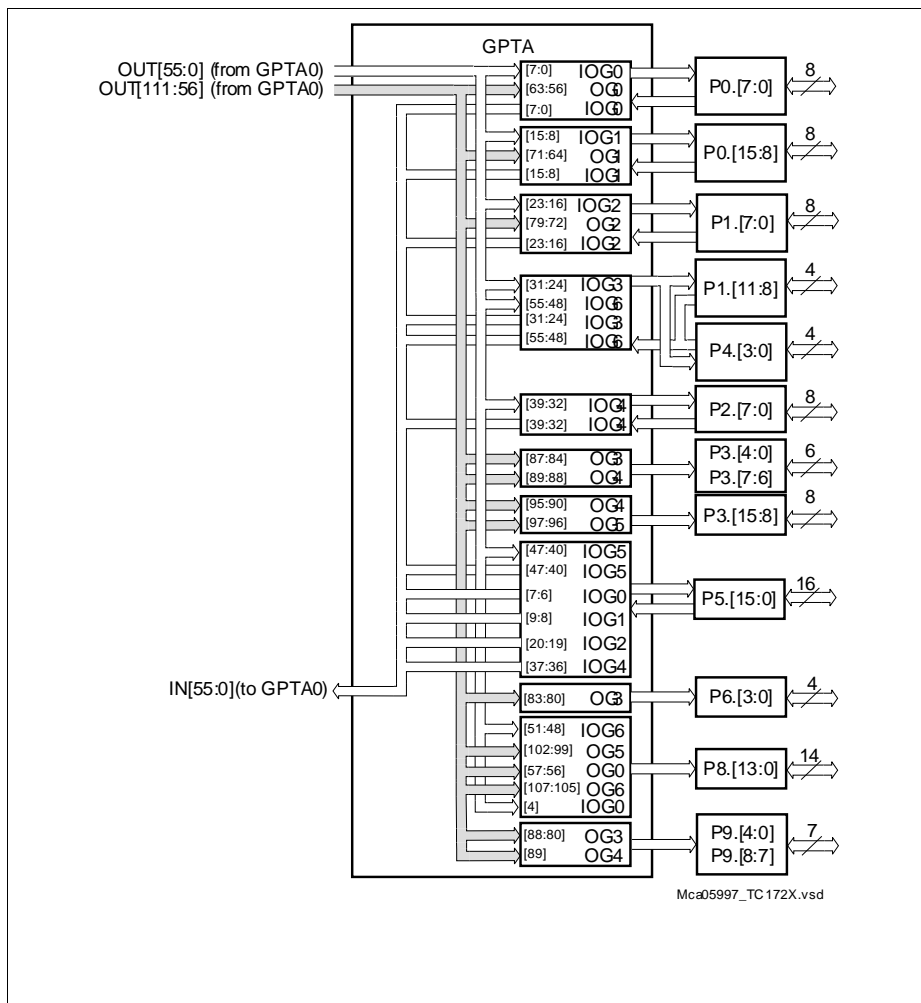 GPTA
OUT[55:0] (from GPTA0)
OUT[111:56] (from GPTA0)
[7:0] IOG0
[63:56] OG0
[7:0] IOG0
P0.[7:0]
8
[15:8] IOG1
[71:64] OG1
[15:8] IOG1
P0.[15:8]
8
[23:16] IOG2
[79:72] OG2
[23:16] IOG2
P1.[7:0]
8
[31:24] IOG3
[55:48] IOG6
[31:24] IOG3
[55:48] IOG6
P1.[11:8]
4
P4.[3:0]
4
[39:32] IOG4
[39:32] IOG4
P2.[7:0]
8
[87:84] OG3
[89:88] OG4
P3.[4:0]
P3.[7:6]
6
[95:90] OG4
[97:96] OG5
P3.[15:8]
8
[47:40] IOG5
[47:40] IOG5
[7:6] IOG0
[9:8] IOG1
[20:19] IOG2
[37:36] IOG4
P5.[15:0]
16
IN[55:0](to GPTA0)
[83:80] OG3
P6.[3:0]
4
[51:48] IOG6
[102:99] OG5
[57:56] OG0
[107:105] OG6
[4] IOG0
P8.[13:0]
14
[88:80] OG3
[89] OG4
P9.[4:0]
P9.[8:7]
7
Mca05997_TC172X.vsd